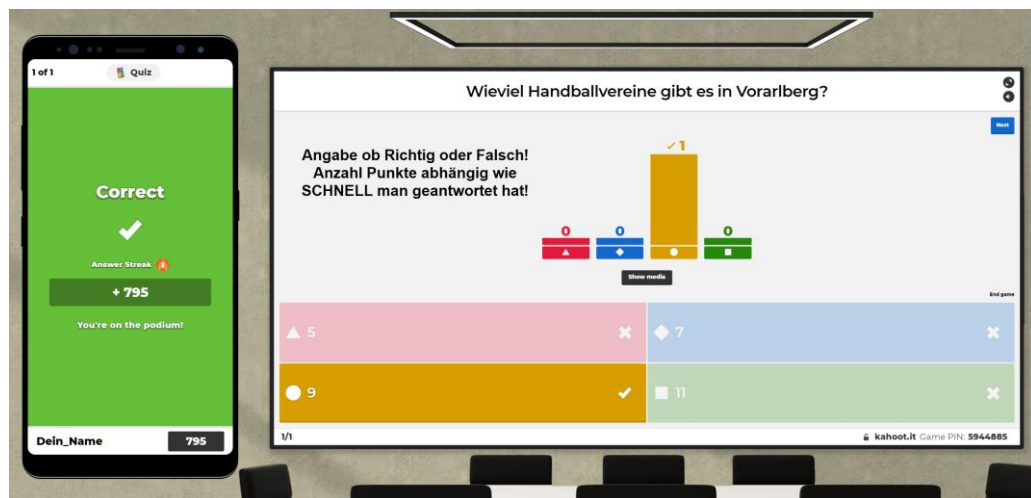 1 of 1
Quiz
Correct
Answer Streak
+ 795
You're on the podium!
Dein_Name
795
Wieviel Handballvereine gibt es in Vorarlberg?
Next
Angabe ob Richtig oder Falsch!
Anzahl Punkte abhängig wie
SCHNELL man geantwortet hat!
0
0
1
0
Show media
End game
5
7
9
11
1/1
kahoot.it Game PIN: 5944885